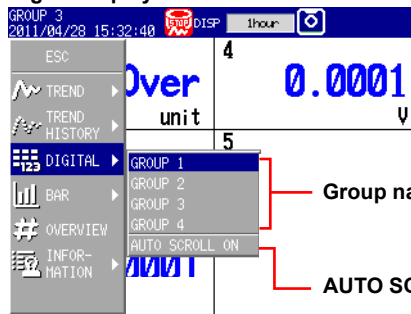 GROUP 3
2011/04/28 15:32:40 STOP DISP 1hour
ESC
TREND
TREND
HISTORY
123 DIGITAL
BAR
OVERVIEW
INFOR-
MATION
Over
unit
4
0.0001
V
5
GROUP 1
GROUP 2
GROUP 3
GROUP 4
AUTO SCROLL ON
Group na
AUTO SC